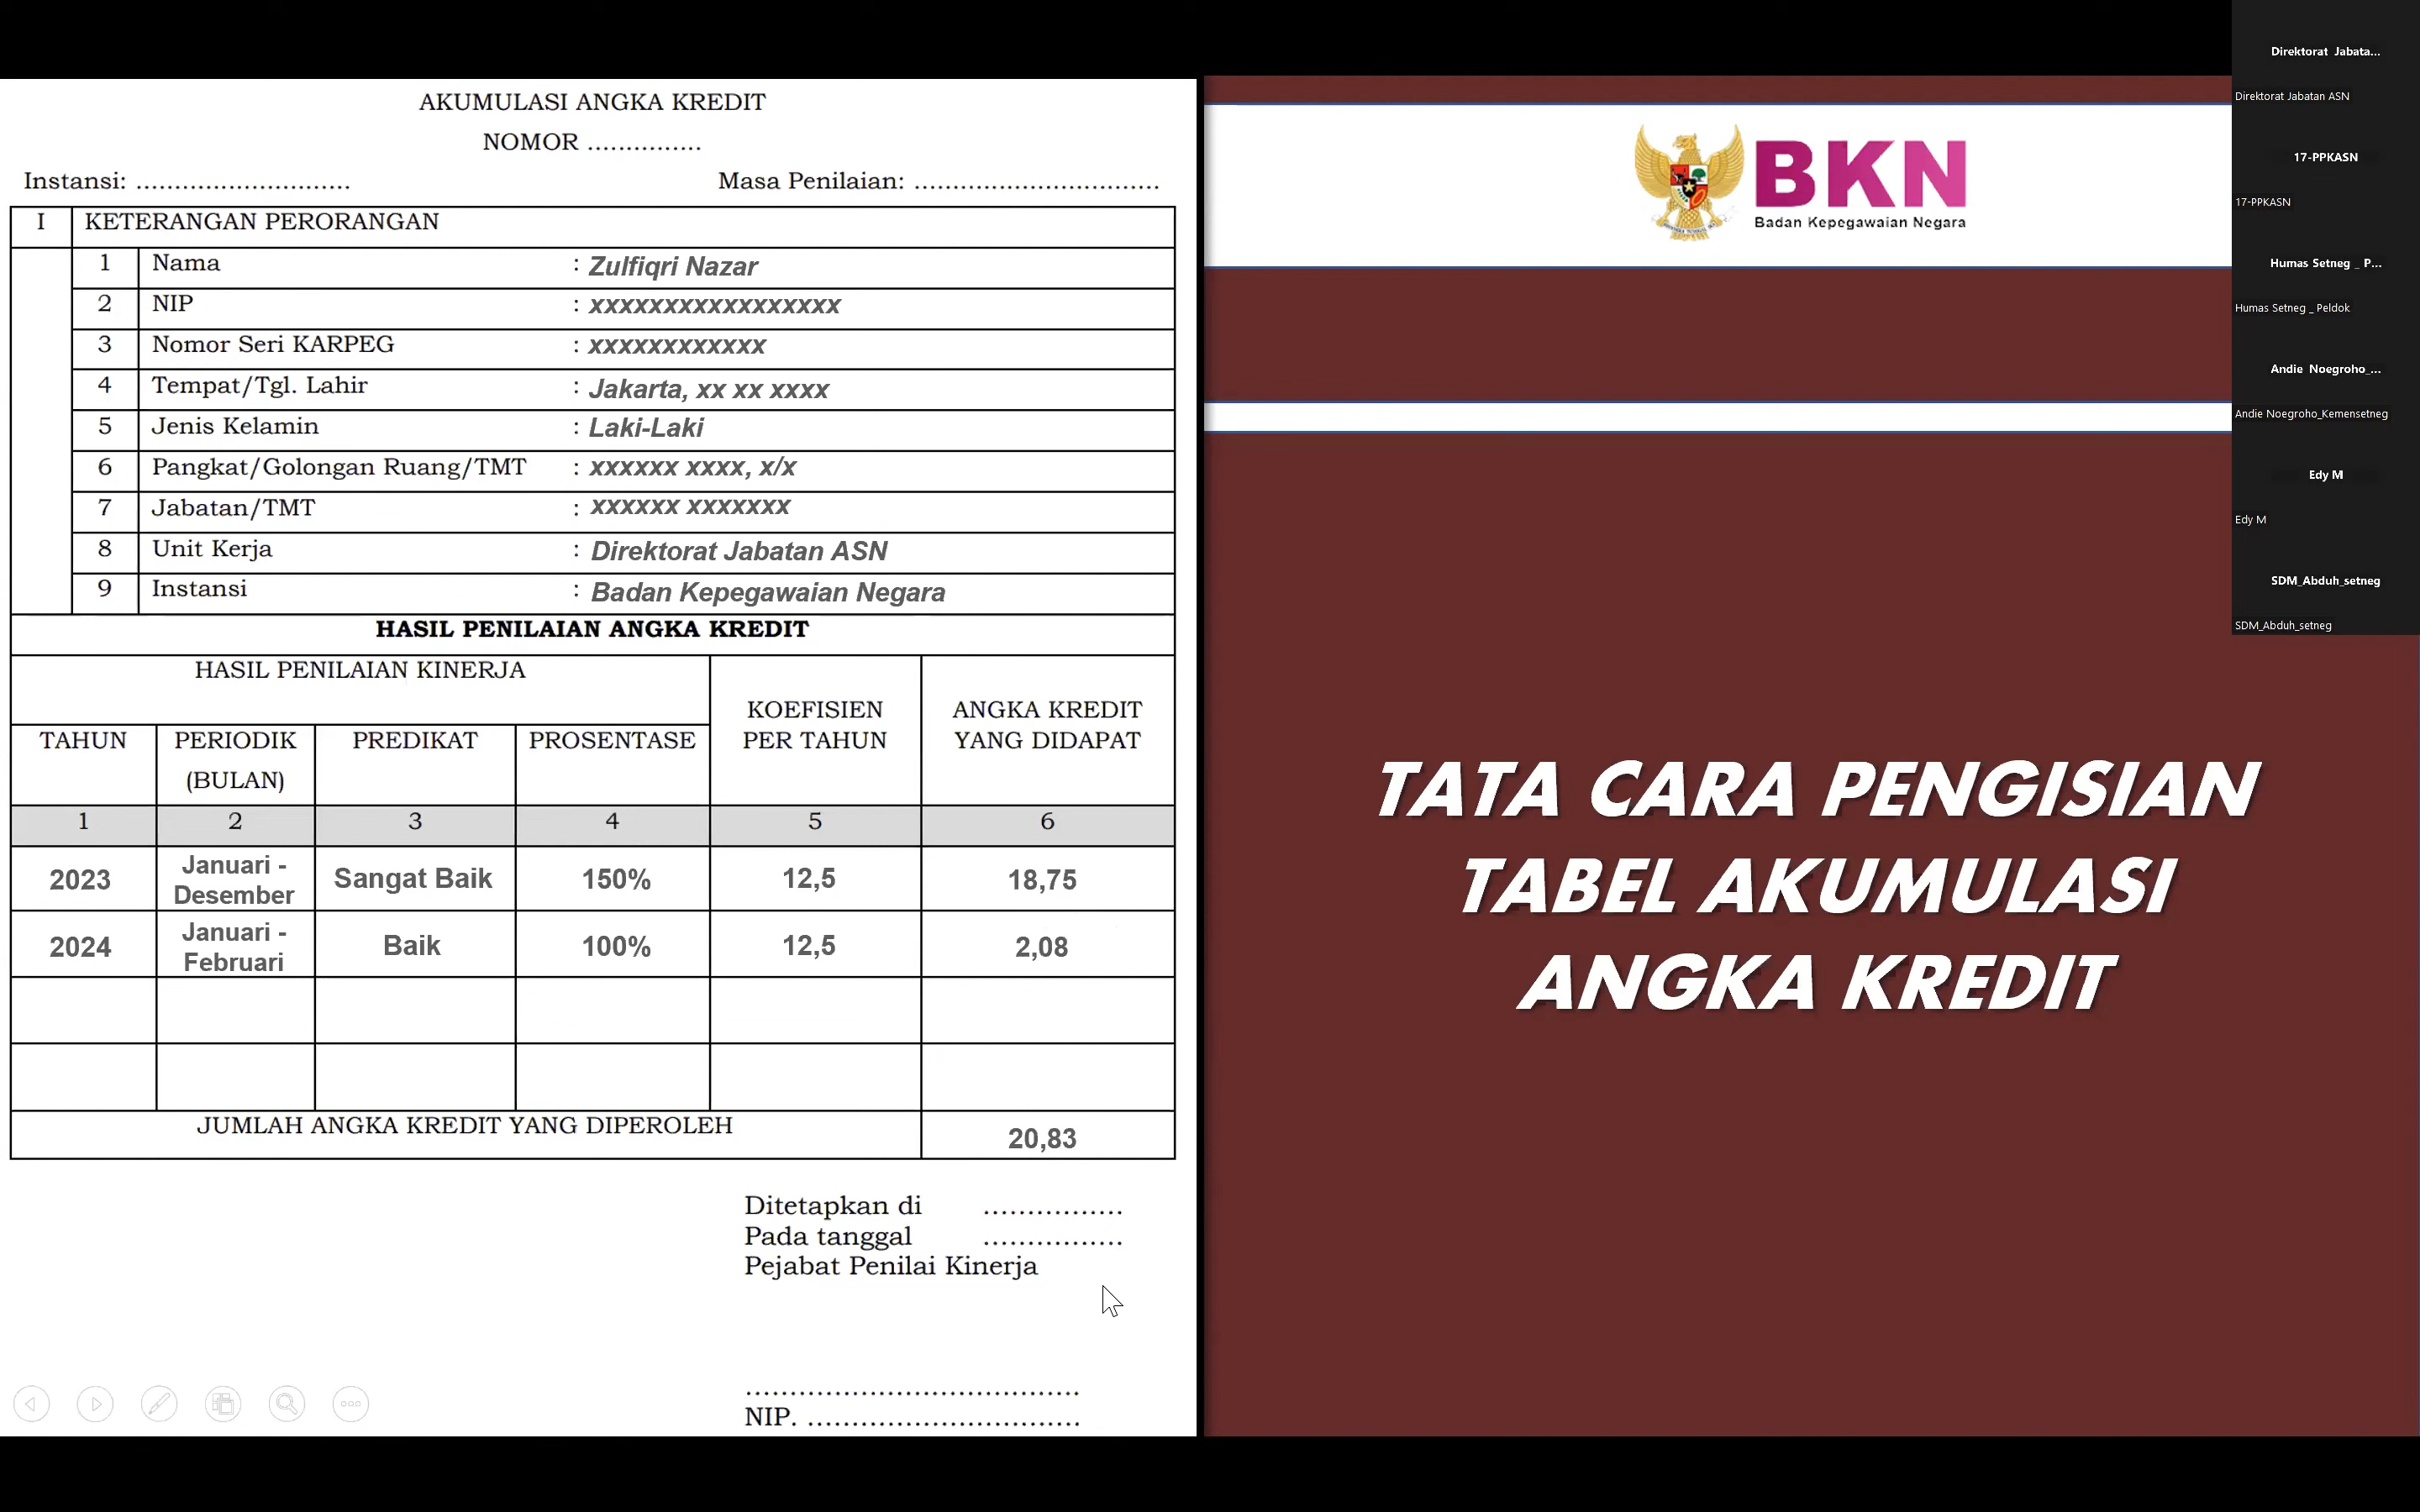 AKUMULASI ANGKA KREDIT
NOMOR ..............
Instansi: ............................ Masa Penilaian: ................................
I KETERANGAN PERORANGAN
1 Nama : Zulfiqri Nazar
2 NIP : xxxxxxxxxxxxxxxxx
3 Nomor Seri KARPEG : xxxxxxxxxxxx
4 Tempat/Tgl. Lahir : Jakarta, xx xx xxxx
5 Jenis Kelamin : Laki-Laki
6 Pangkat/Golongan Ruang/TMT : xxxxxx xxxx, x/x
7 Jabatan/TMT : xxxxxx xxxxxxx
8 Unit Kerja : Direktorat Jabatan ASN
9 Instansi : Badan Kepegawaian Negara
HASIL PENILAIAN ANGKA KREDIT
HASIL PENILAIAN KINERJA
KOEFISIEN PER TAHUN
ANGKA KREDIT YANG DIDAPAT
TAHUN PERIODIK (BULAN) PREDIKAT PROSENTASE
1 2 3 4 5 6
2023 Januari - Desember Sangat Baik 150% 12,5 18,75
2024 Januari - Februari Baik 100% 12,5 2,08
JUMLAH ANGKA KREDIT YANG DIPEROLEH 20,83
Ditetapkan di ................
Pada tanggal ................
Pejabat Penilai Kinerja
......................................
NIP. ...............................
BKN
Badan Kepegawaian Negara
TATA CARA PENGISIAN
TABEL AKUMULASI
ANGKA KREDIT
Direktorat Jabata...
Direktorat Jabatan ASN
17-PPKASN
17-PPKASN
Humas Setneg _ P...
Humas Setneg _ Peldok
Andie Noegroho_...
Andie Noegroho_Kemensetneg
Edy M
Edy M
SDM_Abduh_setneg
SDM_Abduh_setneg